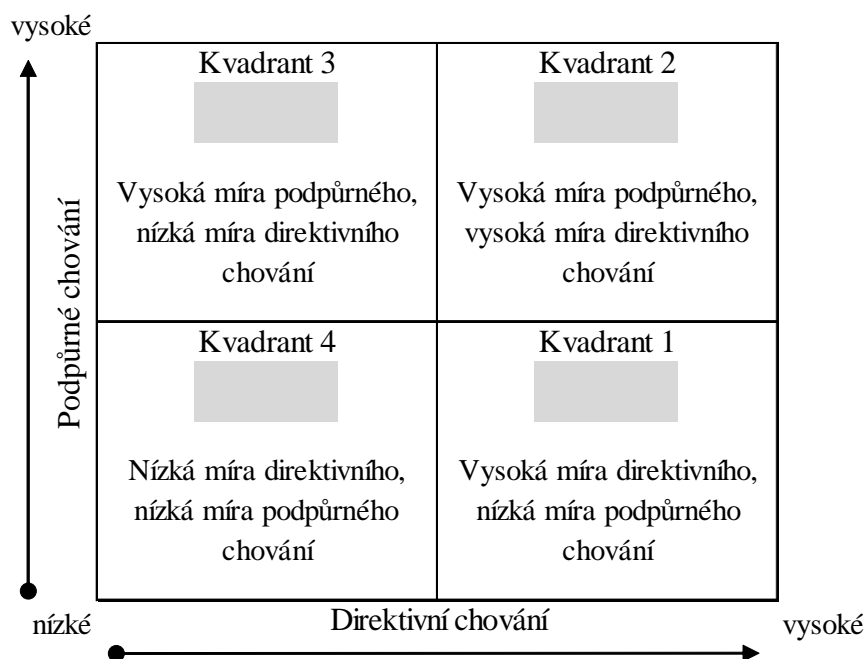 vysoké
Kvadrant 3
Kvadrant 2
Vysoká míra podpůrného,
nízká míra direktivního
chování
Vysoká míra podpůrného,
vysoká míra direktivního
chování
Podpůrné chování
Kvadrant 4
Kvadrant 1
Nízká míra direktivního,
nízká míra podpůrného
chování
Vysoká míra direktivního,
nízká míra podpůrného
chování
nízké
Direktivní chování
vysoké